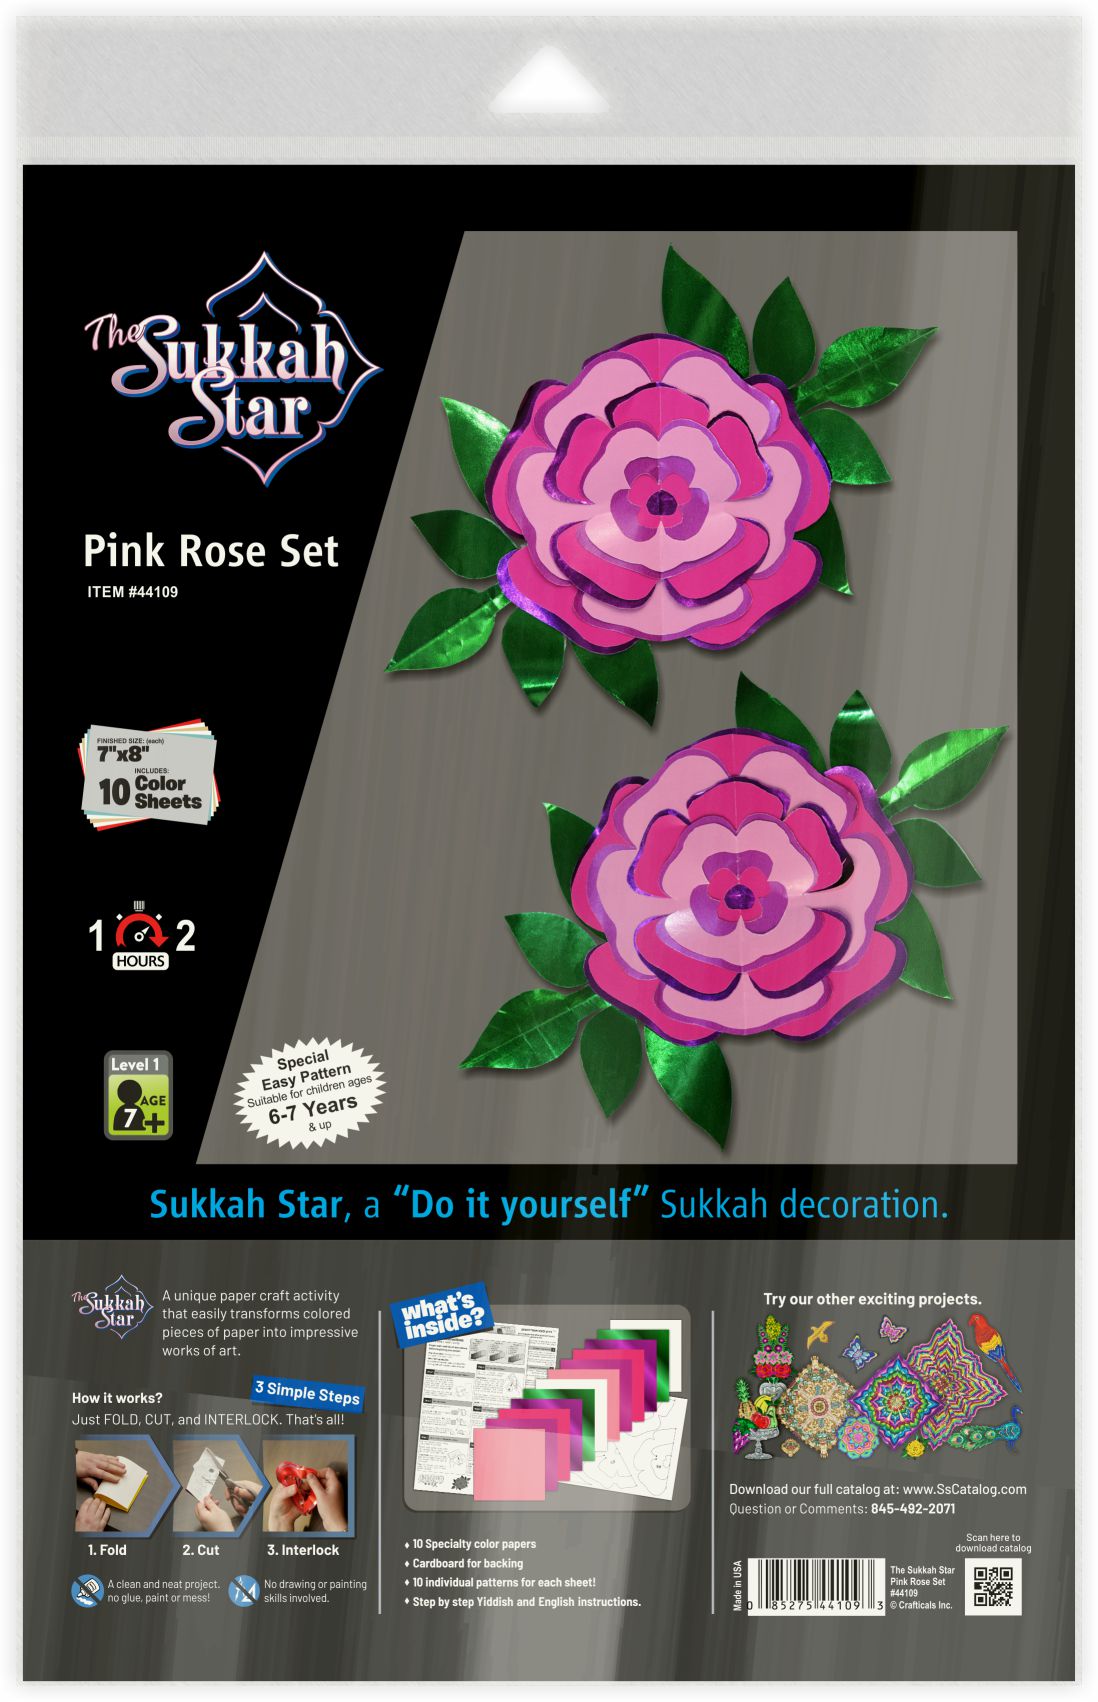 The Sukkah Star
Pink Rose Set
ITEM #44109
FINISHED SIZE: (each)
7"x8"
INCLUDES:
10 Color Sheets
1 2
HOURS
Level 1
AGE
7+
Special
Easy Pattern
Suitable for children ages
6-7 Years
& up
Sukkah Star, a “Do it yourself” Sukkah decoration.
The Sukkah Star
A unique paper craft activity
that easily transforms colored
pieces of paper into impressive
works of art.
How it works?
3 Simple Steps
Just FOLD, CUT, and INTERLOCK. That's all!
1. Fold
2. Cut
3. Interlock
A clean and neat project.
no glue, paint or mess!
No drawing or painting
skills involved.
what's
inside?
♦ 10 Specialty color papers
♦ Cardboard for backing
♦ 10 individual patterns for each sheet!
♦ Step by step Yiddish and English instructions.
Try our other exciting projects.
Download our full catalog at: www.SsCatalog.com
Question or Comments: 845-492-2071
Scan here to
download catalog
Made in USA
0 85275 44109 3
The Sukkah Star
Pink Rose Set
#44109
© Crafticals Inc.